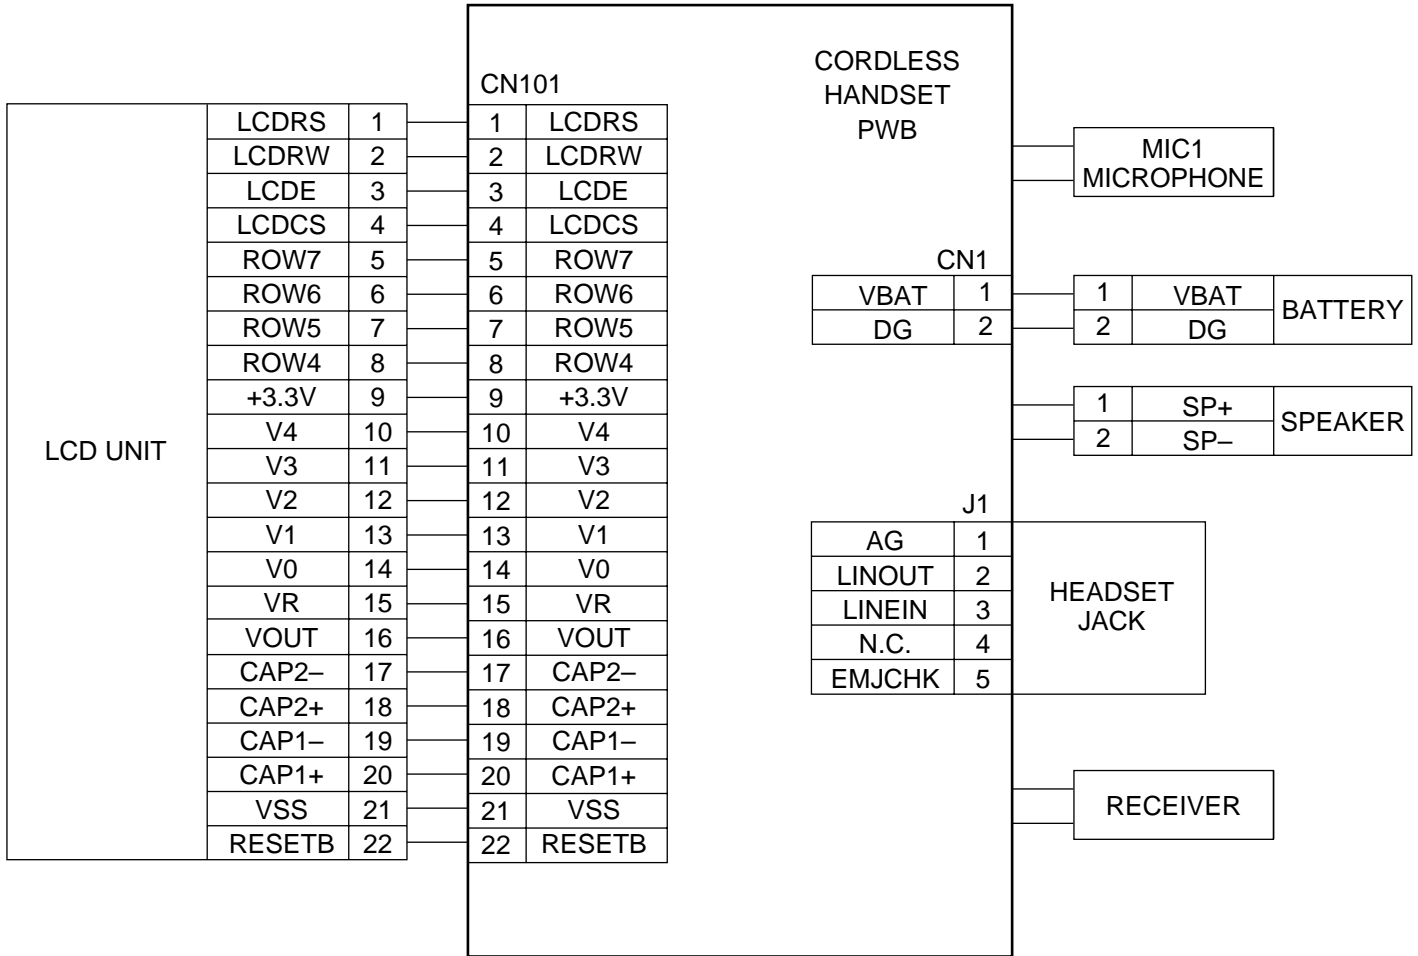 CORDLESS
HANDSET
PWB
CN101
LCD UNIT
LCDRS 1 1 LCDRS
LCDRW 2 2 LCDRW
LCDE 3 3 LCDE
LCDCS 4 4 LCDCS
ROW7 5 5 ROW7
ROW6 6 6 ROW6
ROW5 7 7 ROW5
ROW4 8 8 ROW4
+3.3V 9 9 +3.3V
V4 10 10 V4
V3 11 11 V3
V2 12 12 V2
V1 13 13 V1
V0 14 14 V0
VR 15 15 VR
VOUT 16 16 VOUT
CAP2– 17 17 CAP2–
CAP2+ 18 18 CAP2+
CAP1– 19 19 CAP1–
CAP1+ 20 20 CAP1+
VSS 21 21 VSS
RESETB 22 22 RESETB
MIC1
MICROPHONE
CN1
VBAT 1 1 VBAT
DG 2 2 DG
BATTERY
1 SP+
2 SP–
SPEAKER
J1
AG 1
LINOUT 2
LINEIN 3
N.C. 4
EMJCHK 5
HEADSET
JACK
RECEIVER